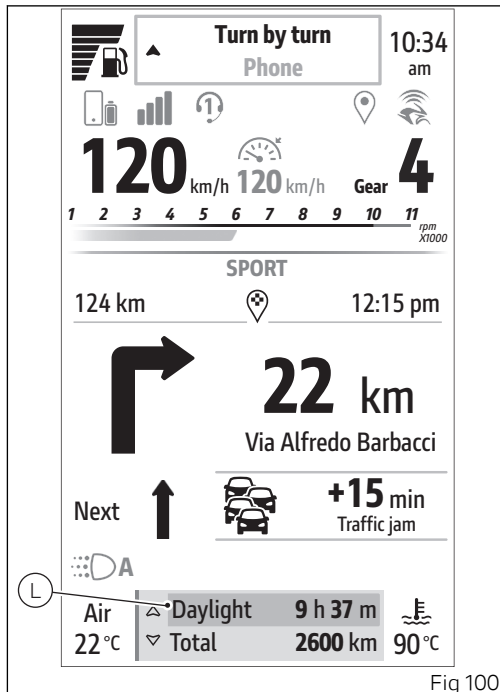 Turn by turn
Phone
10:34
am
1
120 km/h 120 km/h Gear 4
1 2 3 4 5 6 7 8 9 10 11
rpm
X1000
SPORT
124 km 12:15 pm
22 km
Via Alfredo Barbacci
Next
+15 min
Traffic jam
A
L
Air
22 °C
Daylight 9 h 37 m
Total 2600 km
90 °C
Fig 100